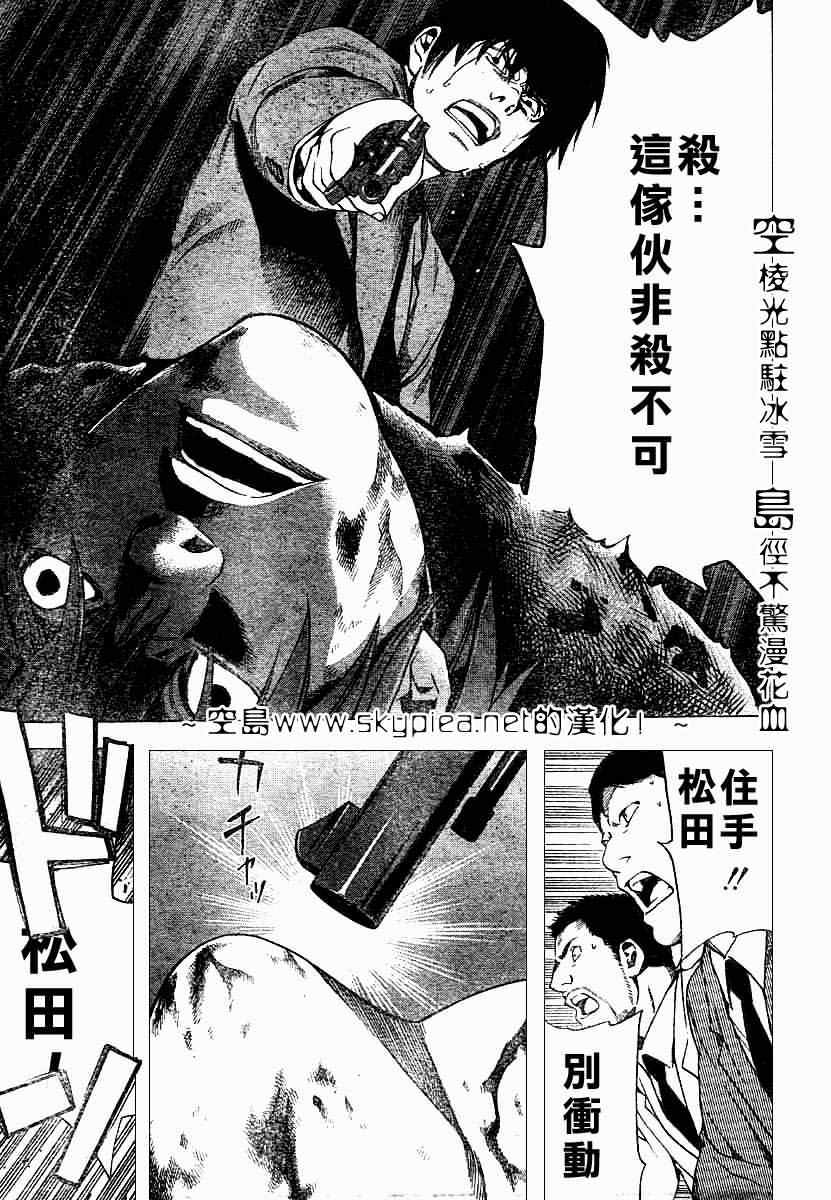 殺…
這傢伙非殺不可
空棱光點駐冰雪
島徑不驚漫花
~空島www.skypiea.net的漢化! ~
住手
松田!!
別衝動
カチャッ
ド
松田!